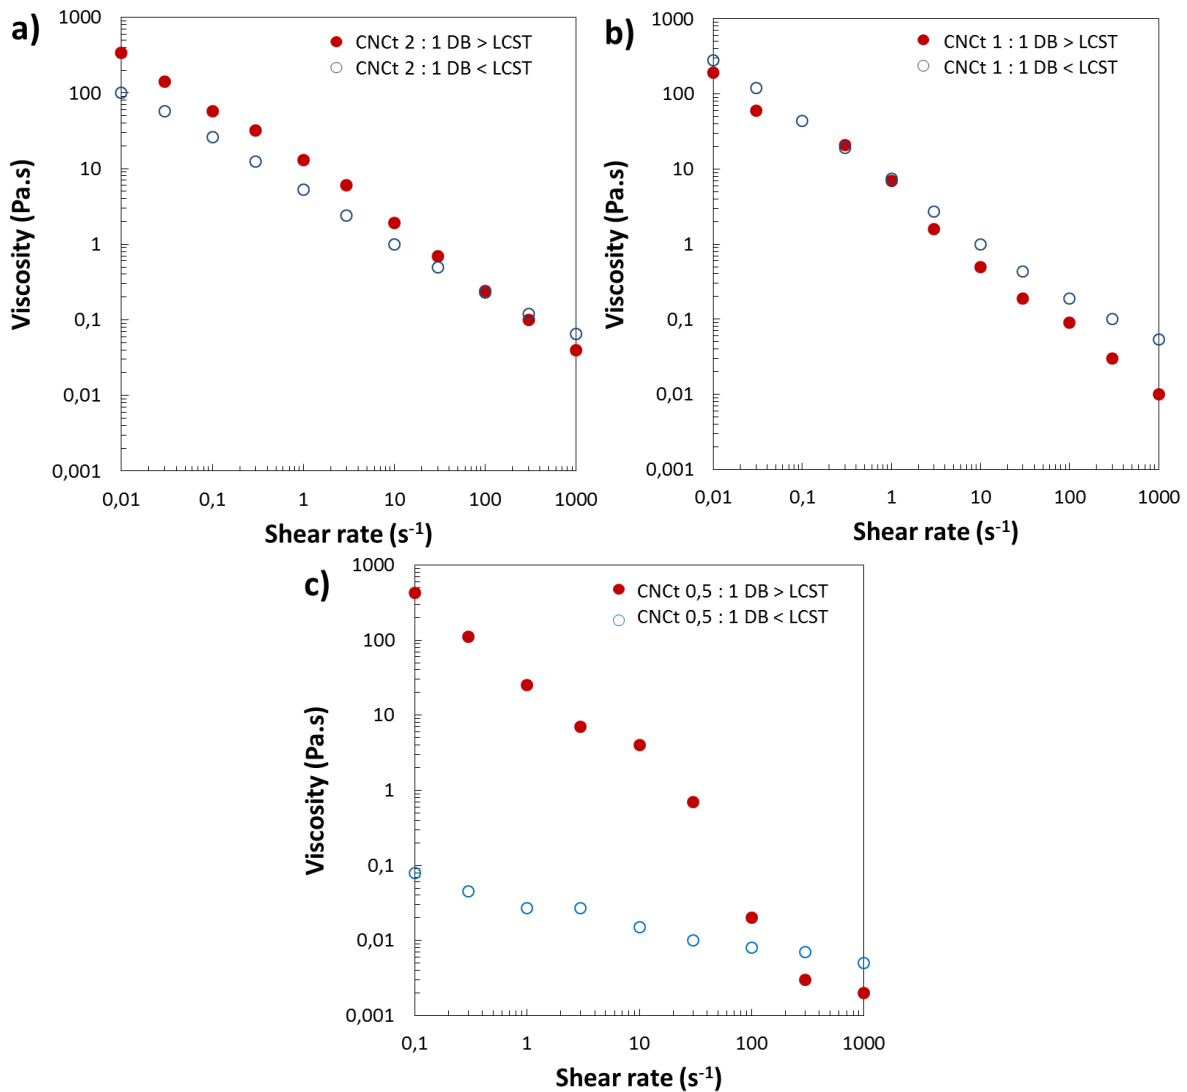 a)
CNCt 2 : 1 DB > LCST
CNCt 2 : 1 DB < LCST
1000
100
10
1
0,1
0,01
0,001
Viscosity (Pa.s)
0,01 0,1 1 10 100 1000
Shear rate (s⁻¹)
b)
CNCt 1 : 1 DB > LCST
CNCt 1 : 1 DB < LCST
1000
100
10
1
0,1
0,01
0,001
Viscosity (Pa.s)
0,01 0,1 1 10 100 1000
Shear rate (s⁻¹)
c)
CNCt 0,5 : 1 DB > LCST
CNCt 0,5 : 1 DB < LCST
1000
100
10
1
0,1
0,01
0,001
Viscosity (Pa.s)
0,1 1 10 100 1000
Shear rate (s⁻¹)